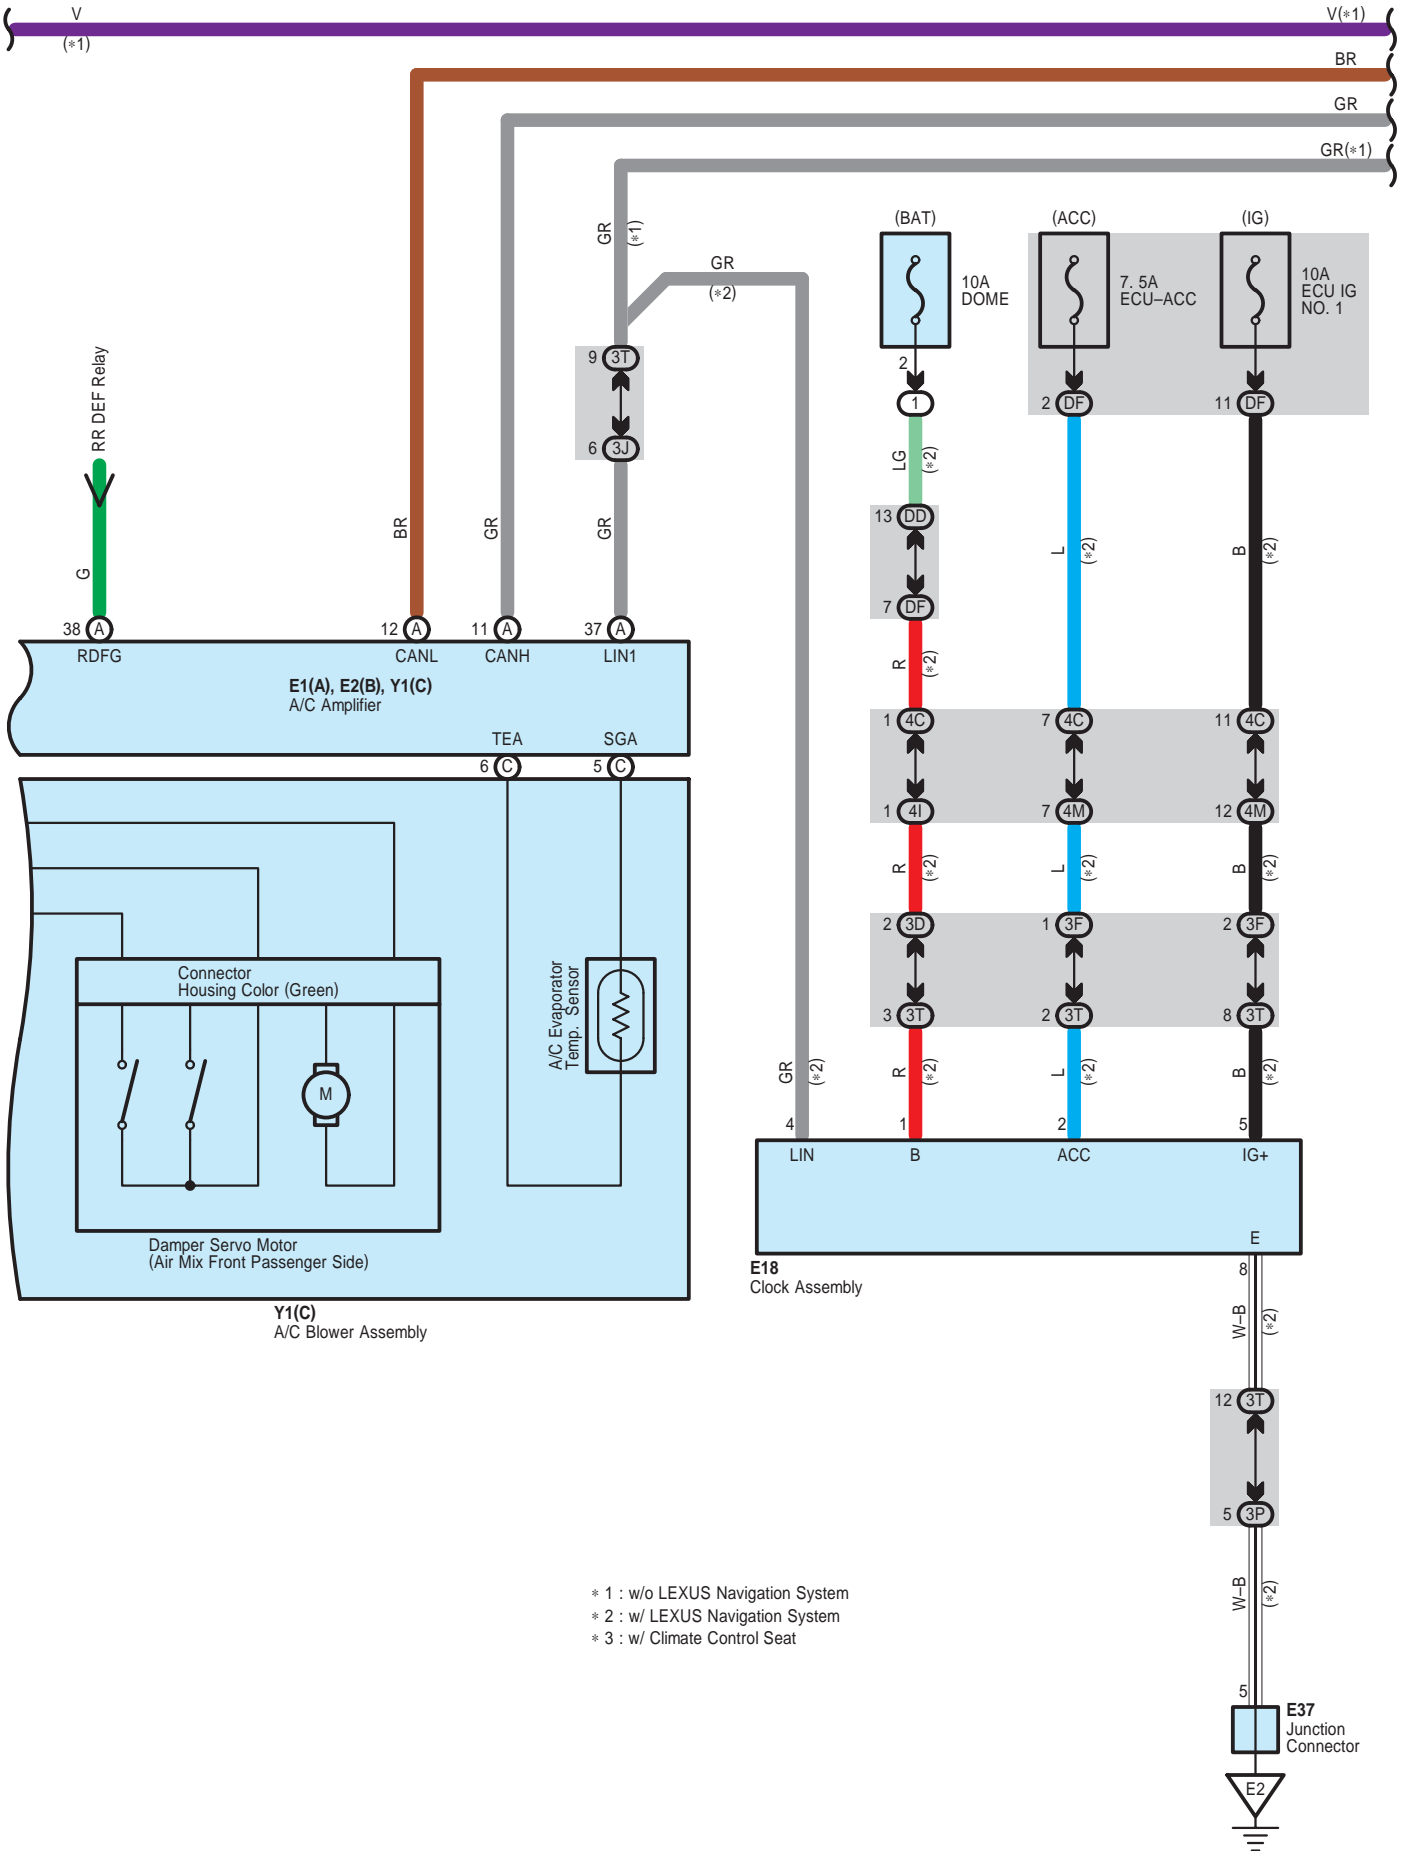 V
V(*1)
(*1)
BR
GR
GR(*1)
(BAT)
(ACC)
(IG)
GR
(*1)
GR
(*2)
10A
DOME
7. 5A
ECU–ACC
10A
ECU IG
NO. 1
RR DEF Relay
9 3T
2
1
2 DF
11 DF
6 3J
LG
(*2)
13 DD
BR
GR
GR
L
(*2)
B
(*2)
G
7 DF
38 A
12 A
11 A
37 A
RDFG
CANL
CANH
LIN1
R
(*2)
E1(A), E2(B), Y1(C)
A/C Amplifier
1 4C
7 4C
11 4C
TEA
SGA
6 C
5 C
1 4I
7 4M
12 4M
R
(*2)
L
(*2)
B
(*2)
2 3D
1 3F
2 3F
Connector
Housing Color (Green)
A/C Evaporator
Temp. Sensor
3 3T
2 3T
8 3T
M
GR
(*2)
R
(*2)
L
(*2)
B
(*2)
4
1
2
5
LIN
B
ACC
IG+
E
Damper Servo Motor
(Air Mix Front Passenger Side)
E18
Clock Assembly
8
Y1(C)
A/C Blower Assembly
W–B
(*2)
12 3T
5 3P
W–B
(*2)
* 1 : w/o LEXUS Navigation System
* 2 : w/ LEXUS Navigation System
* 3 : w/ Climate Control Seat
5
E37
Junction
Connector
E2